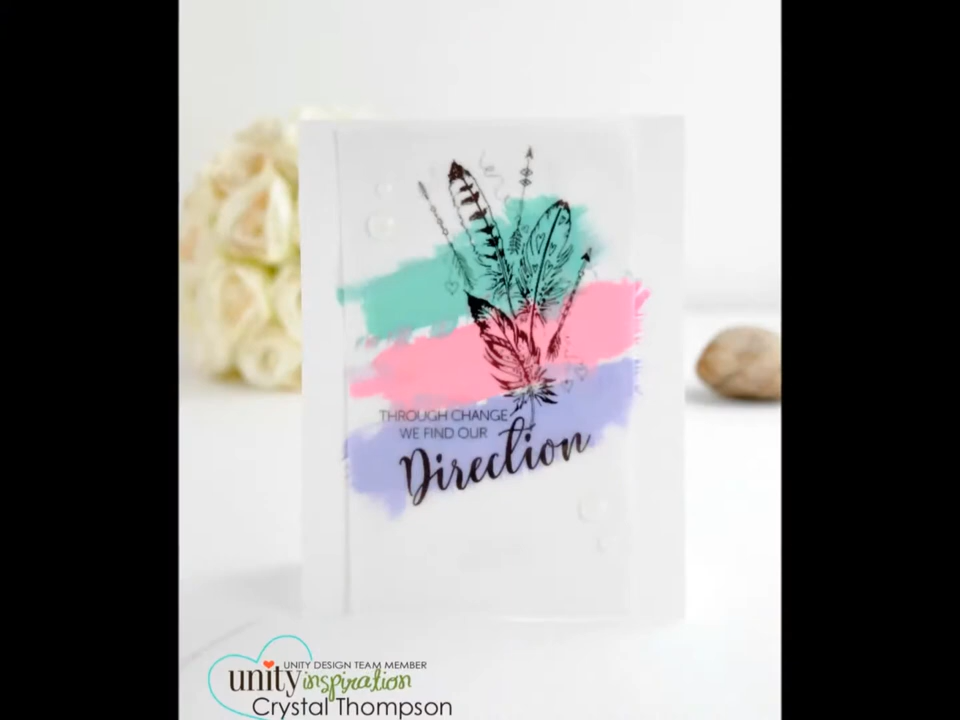 THROUGH CHANGE
WE FIND OUR
Direction
UNITY DESIGN TEAM MEMBER
unity inspiration
Crystal Thompson